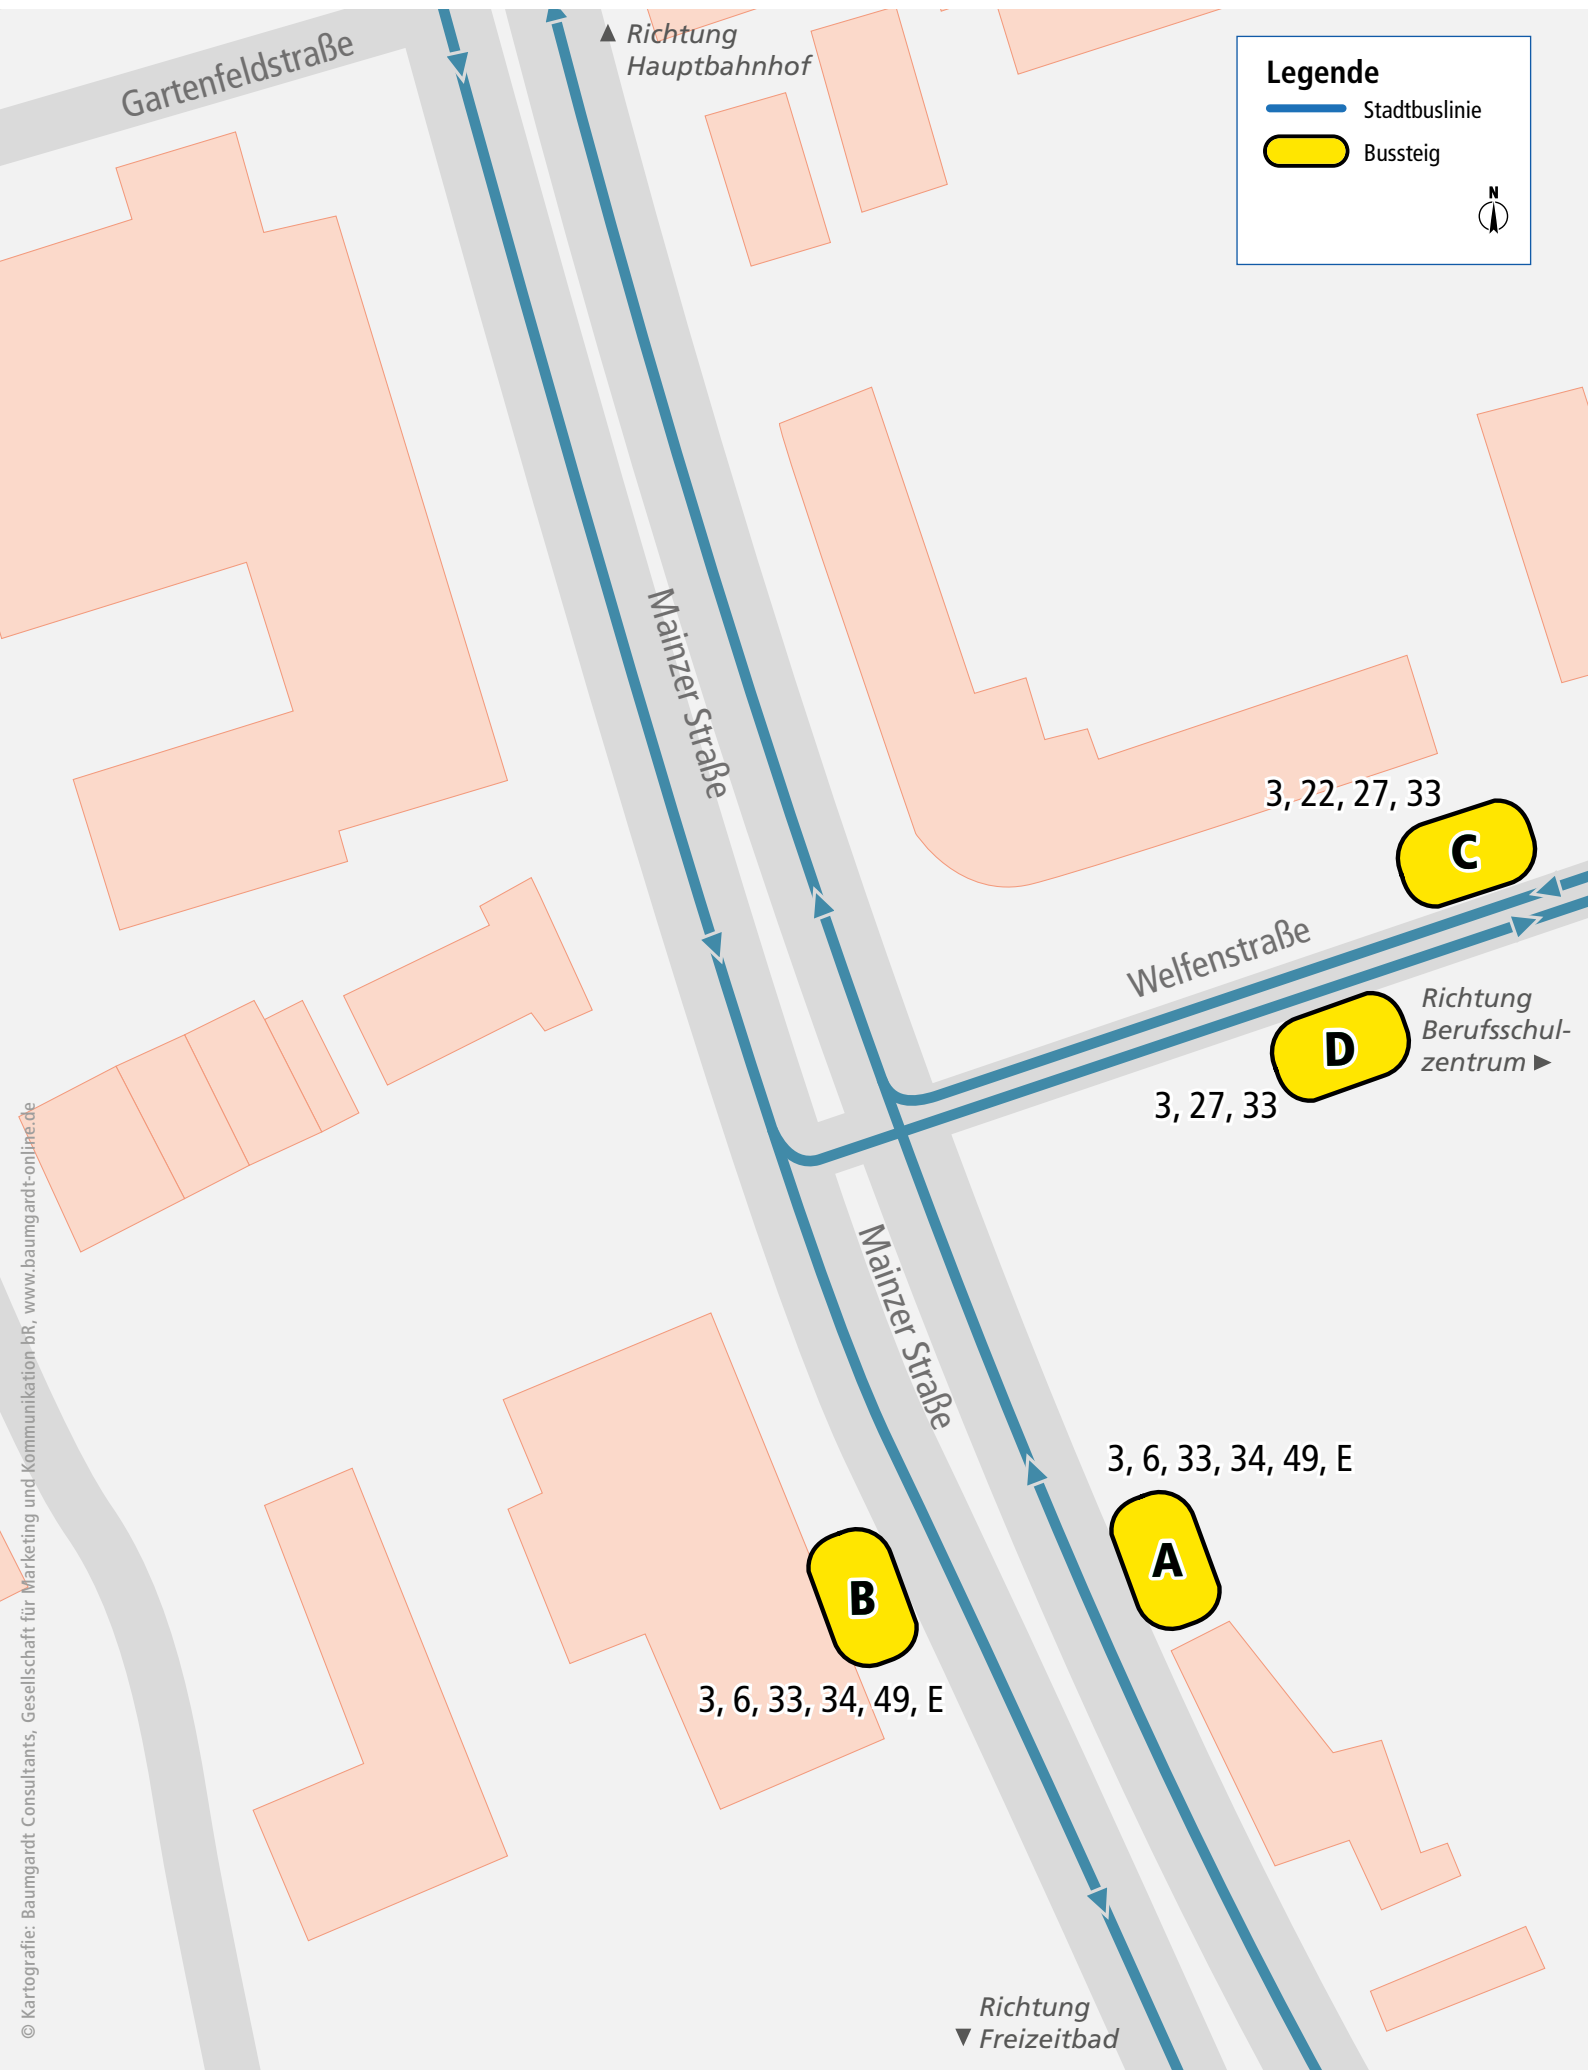 Gartenfeldstraße
▲ Richtung
Hauptbahnhof
Legende
Stadtbuslinie
Bussteig
N
Mainzer Straße
3, 22, 27, 33
C
Welfenstraße
Richtung
Berufsschul-
zentrum ►
D
3, 27, 33
Mainzer Straße
3, 6, 33, 34, 49, E
A
B
3, 6, 33, 34, 49, E
Richtung
▼ Freizeitbad
© Kartografie: Baumgardt Consultants, Gesellschaft für Marketing und Kommunikation bR, www.baumgardt-online.de